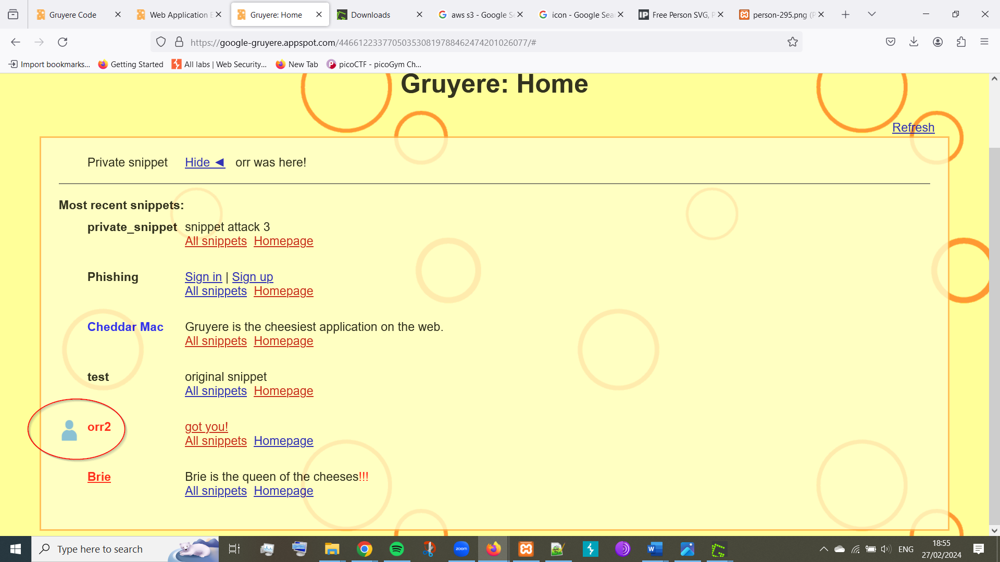 Gruyere Code
Web Application E
Gruyere: Home
Downloads
aws s3 - Google Se
icon - Google Sear
IP Free Person SVG, P
person-295.png (P
https://google-gruyere.appspot.com/446612233770503530819788462474201026077/#
Import bookmarks...
Getting Started
All labs | Web Security...
New Tab
picoCTF - picoGym Ch...
Gruyere: Home
Refresh
Private snippet Hide ◄ orr was here!
Most recent snippets:
private_snippet snippet attack 3
All snippets Homepage
Phishing Sign in | Sign up
All snippets Homepage
Cheddar Mac Gruyere is the cheesiest application on the web.
All snippets Homepage
test original snippet
All snippets Homepage
orr2 got you!
All snippets Homepage
Brie Brie is the queen of the cheeses!!!
All snippets Homepage
Type here to search
zoom
W
ENG
18:55
27/02/2024